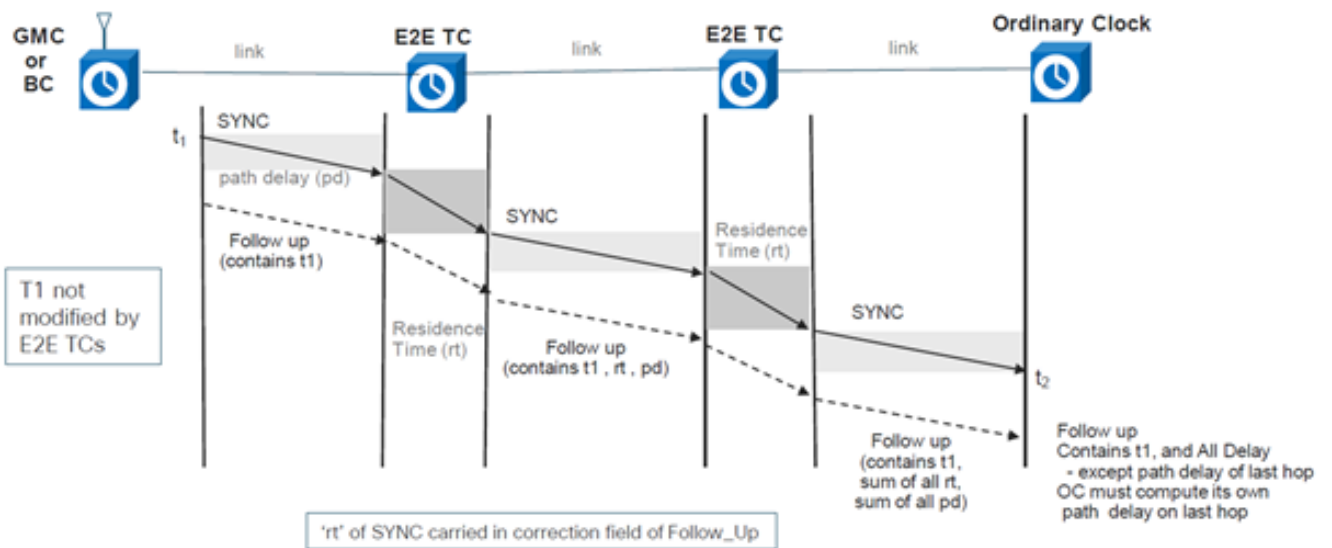 GMC
or
BC
link
E2E TC
link
E2E TC
link
Ordinary Clock
SYNC
t1
path delay (pd)
Follow up
(contains t1)
T1 not
modified by
E2E TCs
Residence
Time (rt)
SYNC
Follow up
(contains t1 , rt , pd)
Residence
Time (rt)
SYNC
t2
Follow up
(contains t1,
sum of all rt,
sum of all pd)
Follow up
Contains t1, and All Delay
- except path delay of last hop
OC must compute its own
path delay on last hop
'rt' of SYNC carried in correction field of Follow_Up